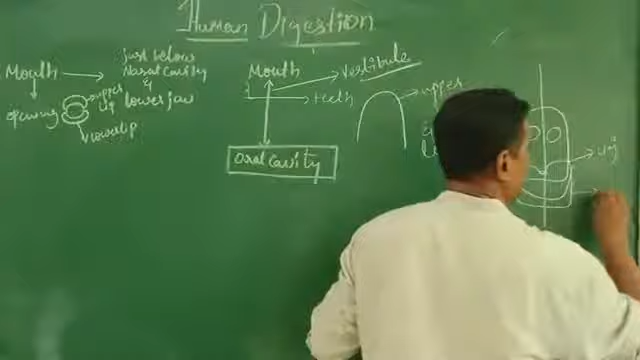 Human Digestion
Mouth
just below
Nasal Cavity
&
lower jaw
opening
upper
lip
lower lip
Mouth
Vestibule
teeth
Oral cavity
upper